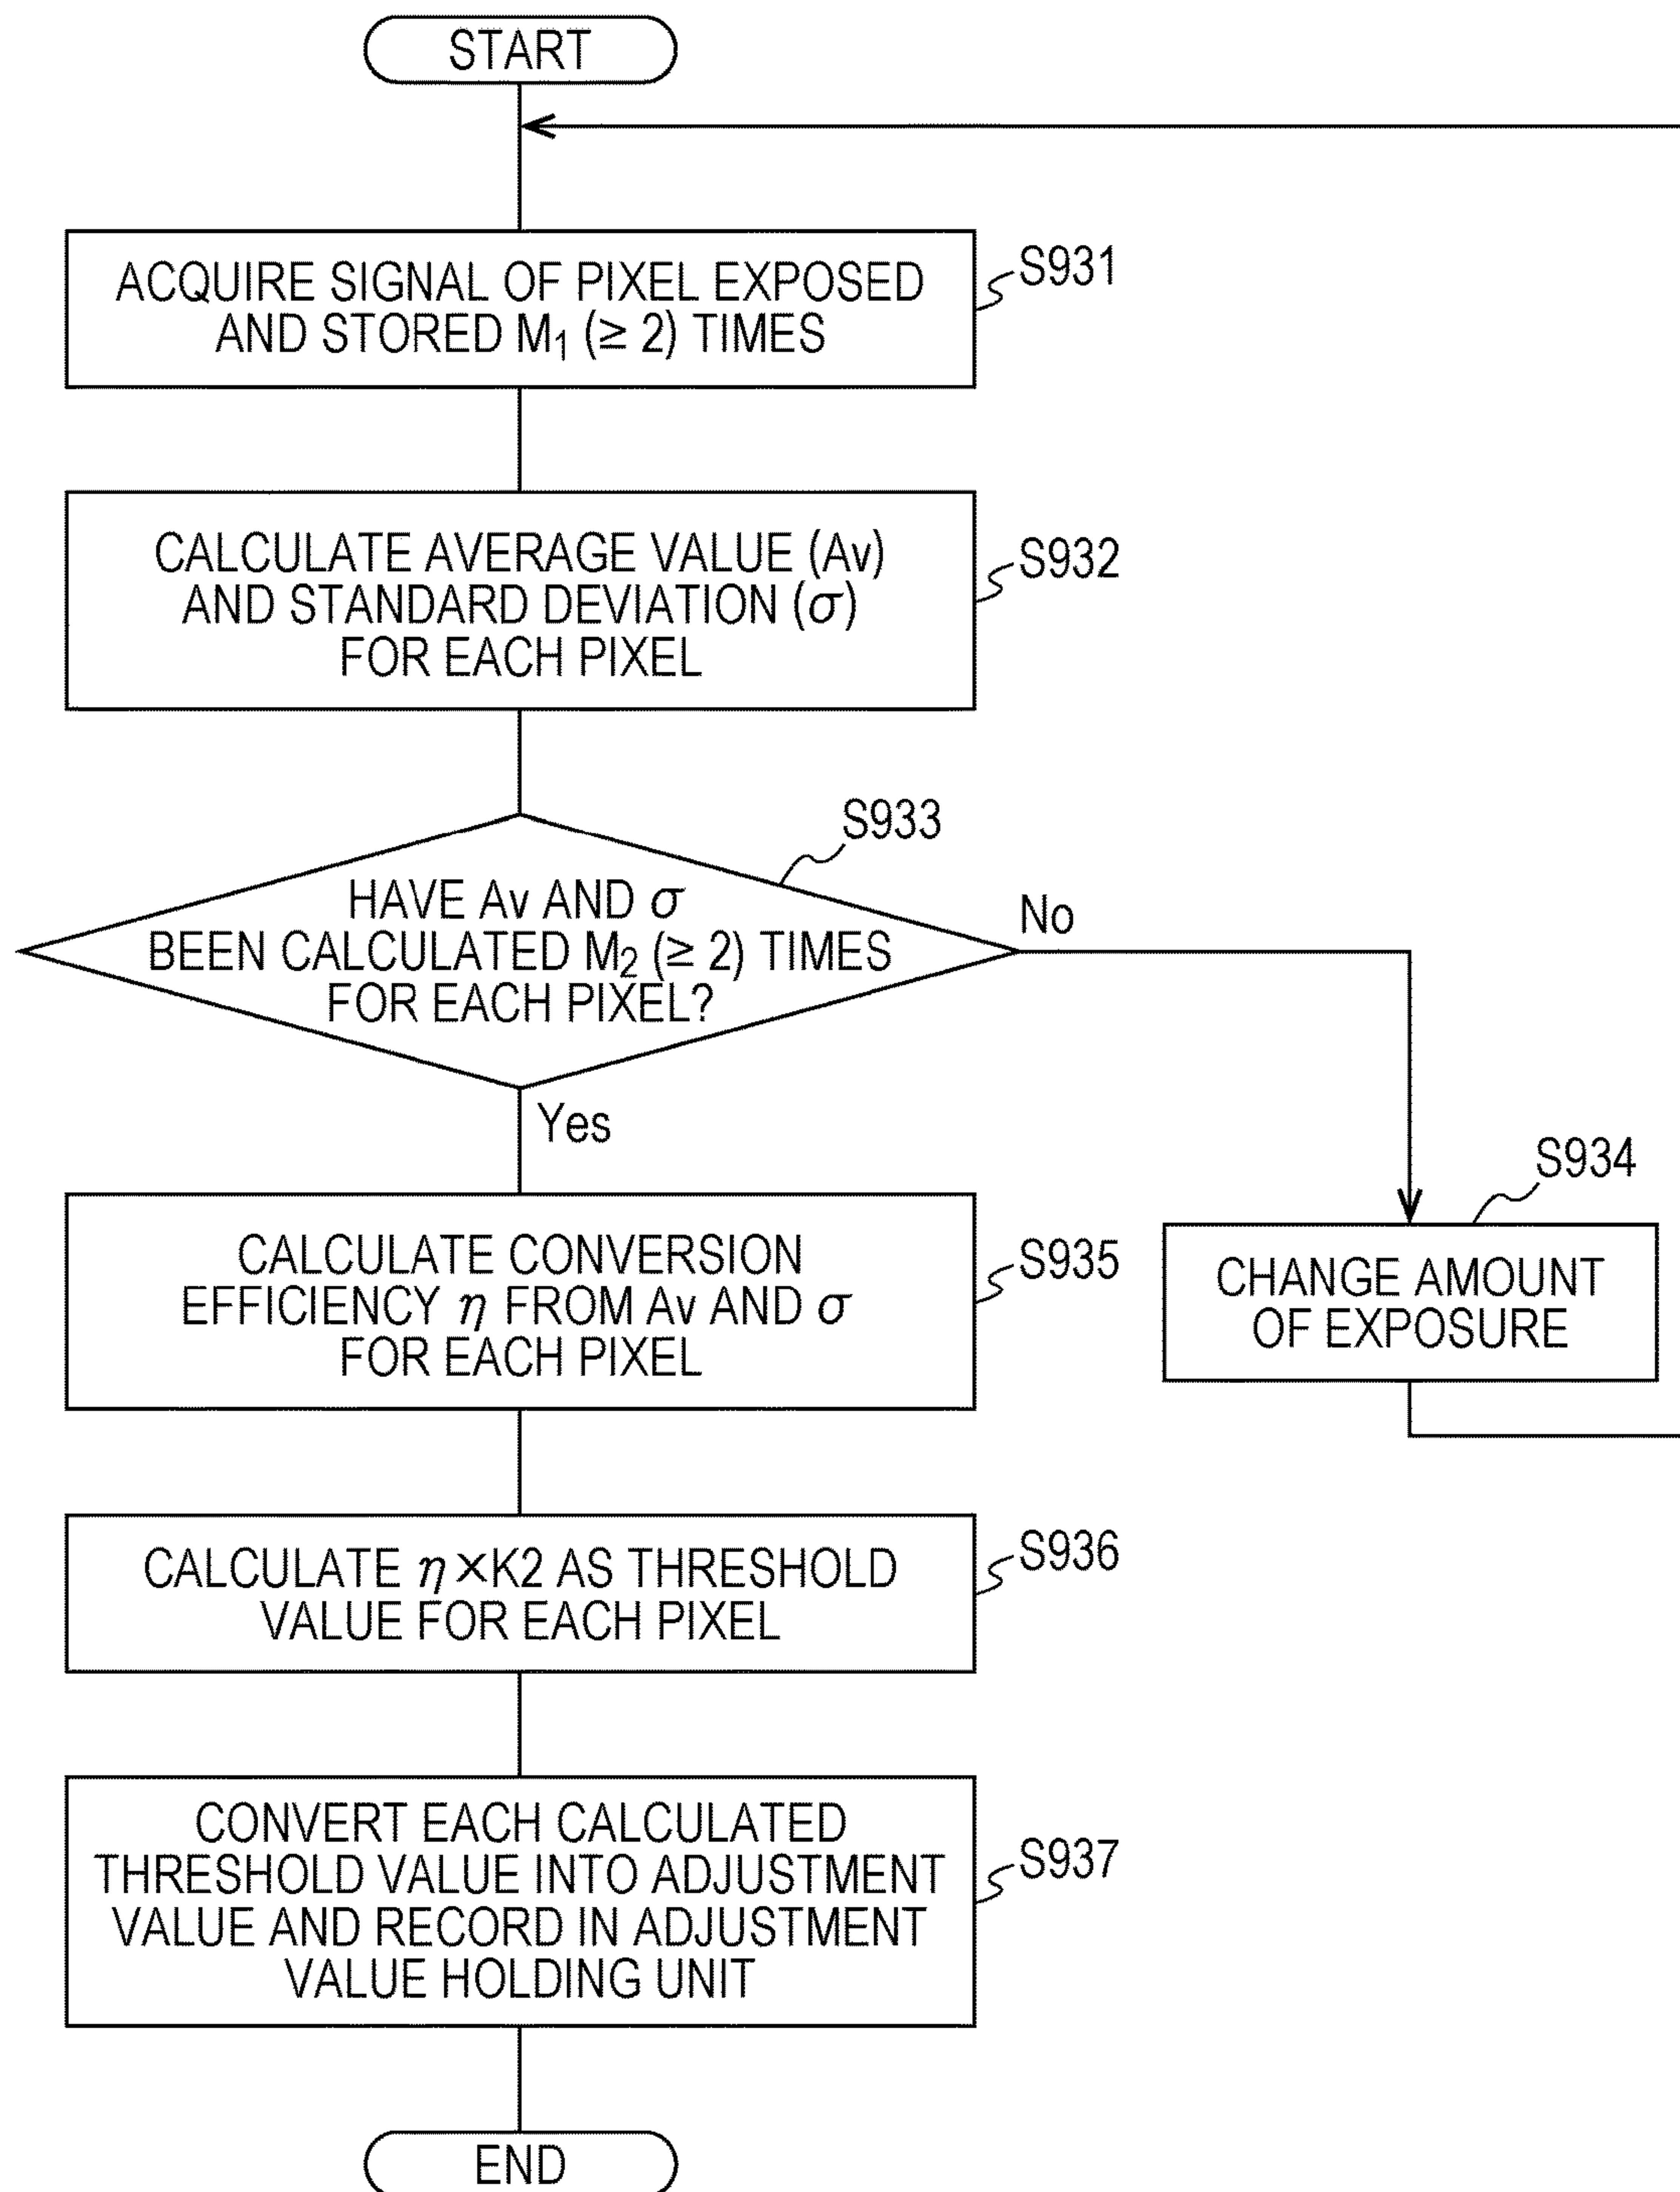 START
ACQUIRE SIGNAL OF PIXEL EXPOSED
AND STORED M₁ (≥ 2) TIMES
S931
CALCULATE AVERAGE VALUE (Av)
AND STANDARD DEVIATION (σ)
FOR EACH PIXEL
S932
S933
HAVE Av AND σ
BEEN CALCULATED M₂ (≥ 2) TIMES
FOR EACH PIXEL?
No
Yes
S934
CHANGE AMOUNT
OF EXPOSURE
CALCULATE CONVERSION
EFFICIENCY η FROM Av AND σ
FOR EACH PIXEL
S935
CALCULATE η×K2 AS THRESHOLD
VALUE FOR EACH PIXEL
S936
CONVERT EACH CALCULATED
THRESHOLD VALUE INTO ADJUSTMENT
VALUE AND RECORD IN ADJUSTMENT
VALUE HOLDING UNIT
S937
END